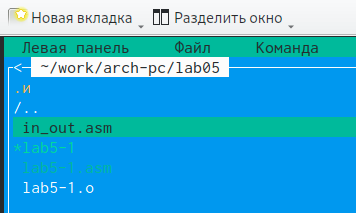 Новая вкладка Разделить окно
Левая панель Файл Команда
<─ ~/work/arch-pc/lab05
.и
/..
in_out.asm
*lab5-1
lab5-1.asm
lab5-1.o